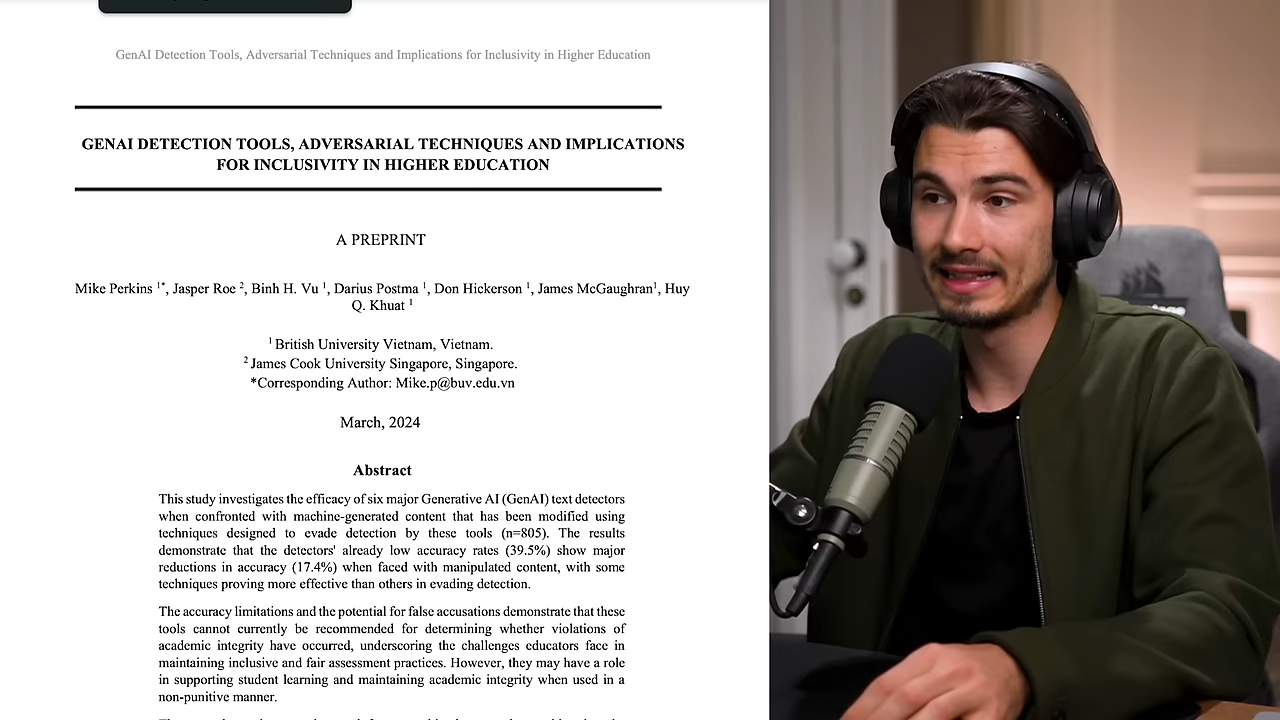 GenAI Detection Tools, Adversarial Techniques and Implications for Inclusivity in Higher Education
GENAI DETECTION TOOLS, ADVERSARIAL TECHNIQUES AND IMPLICATIONS
FOR INCLUSIVITY IN HIGHER EDUCATION
A PREPRINT
Mike Perkins 1*, Jasper Roe 2, Binh H. Vu 1, Darius Postma 1, Don Hickerson 1, James McGaughran1, Huy
Q. Khuat 1
1 British University Vietnam, Vietnam.
2 James Cook University Singapore, Singapore.
*Corresponding Author: Mike.p@buv.edu.vn
March, 2024
Abstract
This study investigates the efficacy of six major Generative AI (GenAI) text detectors
when confronted with machine-generated content that has been modified using
techniques designed to evade detection by these tools (n=805). The results
demonstrate that the detectors' already low accuracy rates (39.5%) show major
reductions in accuracy (17.4%) when faced with manipulated content, with some
techniques proving more effective than others in evading detection.
The accuracy limitations and the potential for false accusations demonstrate that these
tools cannot currently be recommended for determining whether violations of
academic integrity have occurred, underscoring the challenges educators face in
maintaining inclusive and fair assessment practices. However, they may have a role
in supporting student learning and maintaining academic integrity when used in a
non-punitive manner.